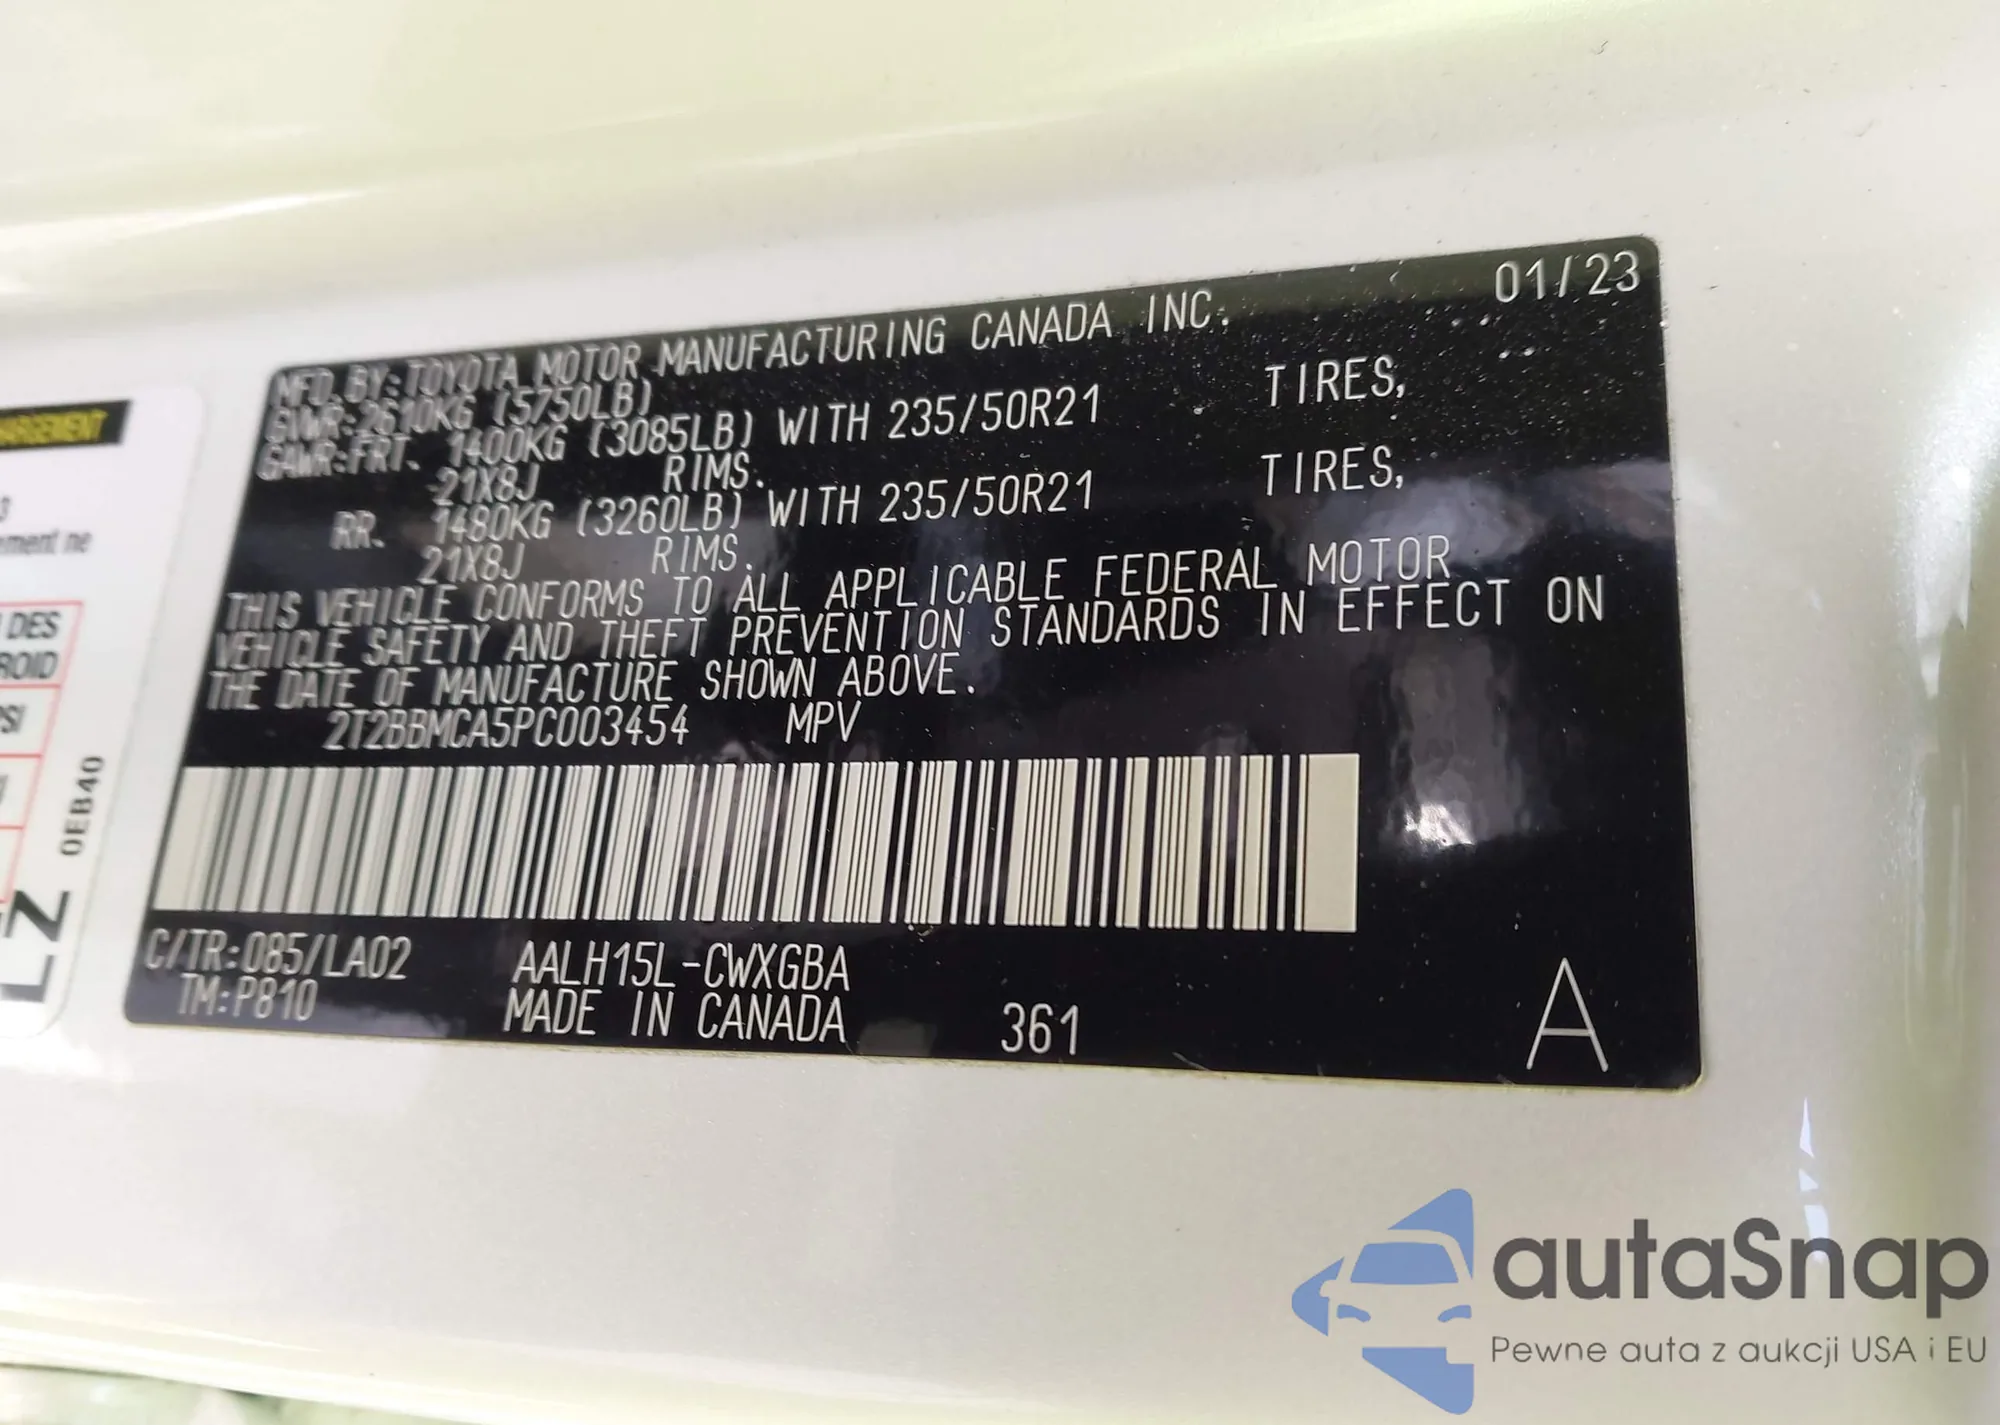 MFD. BY: TOYOTA MOTOR MANUFACTURING CANADA INC. 01/23
GVWR: 2610KG (5750LB)
GAWR: FRT. 1400KG (3085LB) WITH 235/50R21 TIRES,
21X8J RIMS.
RR. 1480KG (3260LB) WITH 235/50R21 TIRES,
21X8J RIMS.
THIS VEHICLE CONFORMS TO ALL APPLICABLE FEDERAL MOTOR
VEHICLE SAFETY AND THEFT PREVENTION STANDARDS IN EFFECT ON
THE DATE OF MANUFACTURE SHOWN ABOVE.
2T2BBMCA5PC003454 MPV
C/TR: 085/LA02 AALH15L-CWXGBA
TM: P810 MADE IN CANADA 361 A
ement ne
DES
0EB40
autaSnap
Pewne auta z aukcji USA i EU